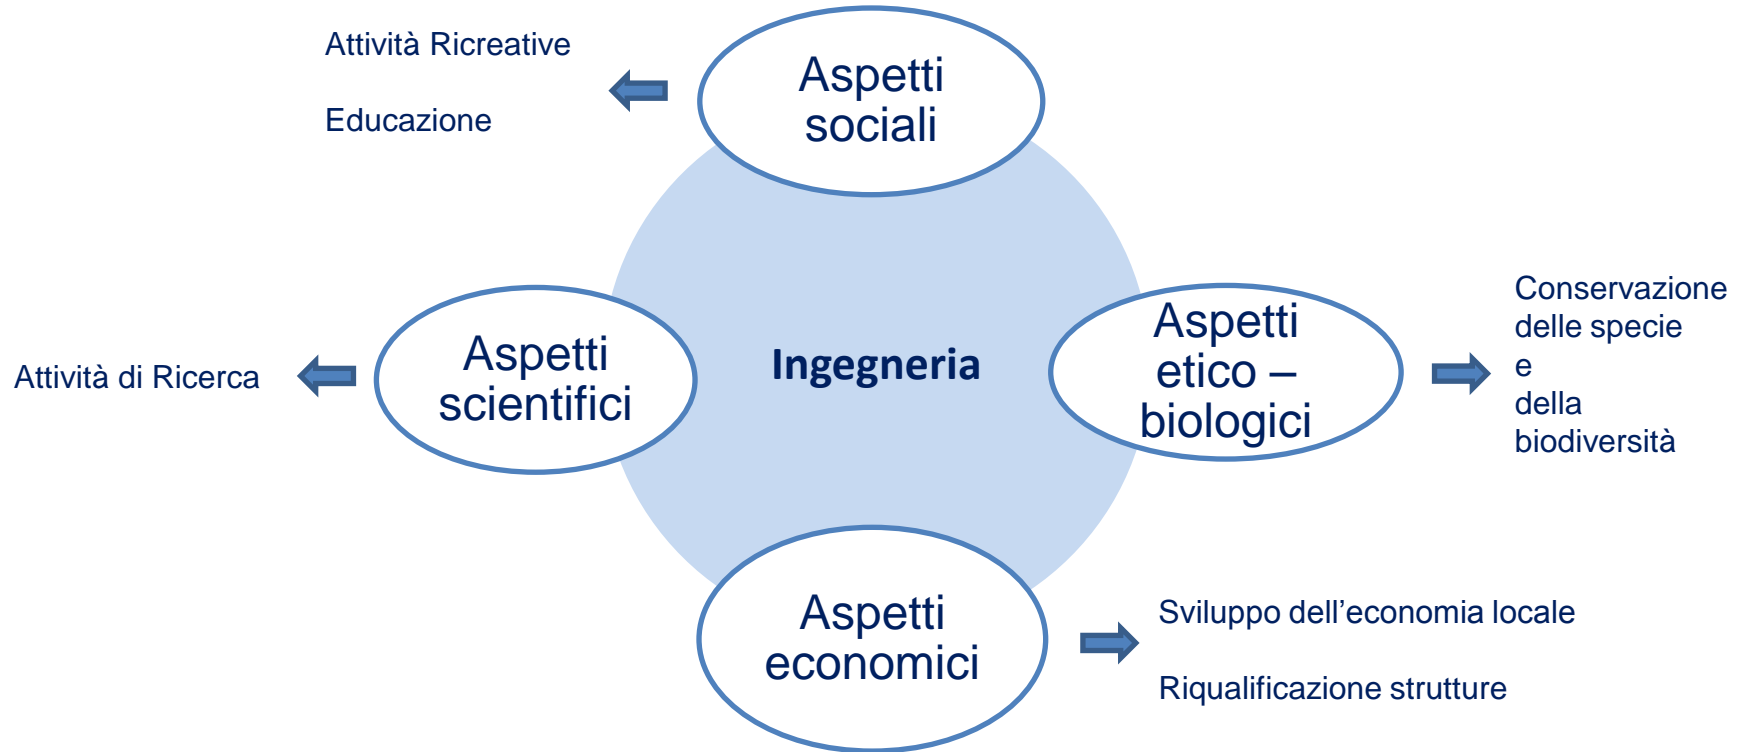 Attività Ricreative
Educazione
Aspetti
sociali
Attività di Ricerca
Aspetti
scientifici
Ingegneria
Aspetti
etico –
biologici
Conservazione
delle specie
e
della
biodiversità
Aspetti
economici
Sviluppo dell’economia locale
Riqualificazione strutture